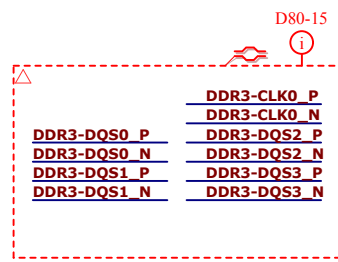 D80-15
i
DDR3-CLK0_P
DDR3-CLK0_N
DDR3-DQS0_P DDR3-DQS2_P
DDR3-DQS0_N DDR3-DQS2_N
DDR3-DQS1_P DDR3-DQS3_P
DDR3-DQS1_N DDR3-DQS3_N